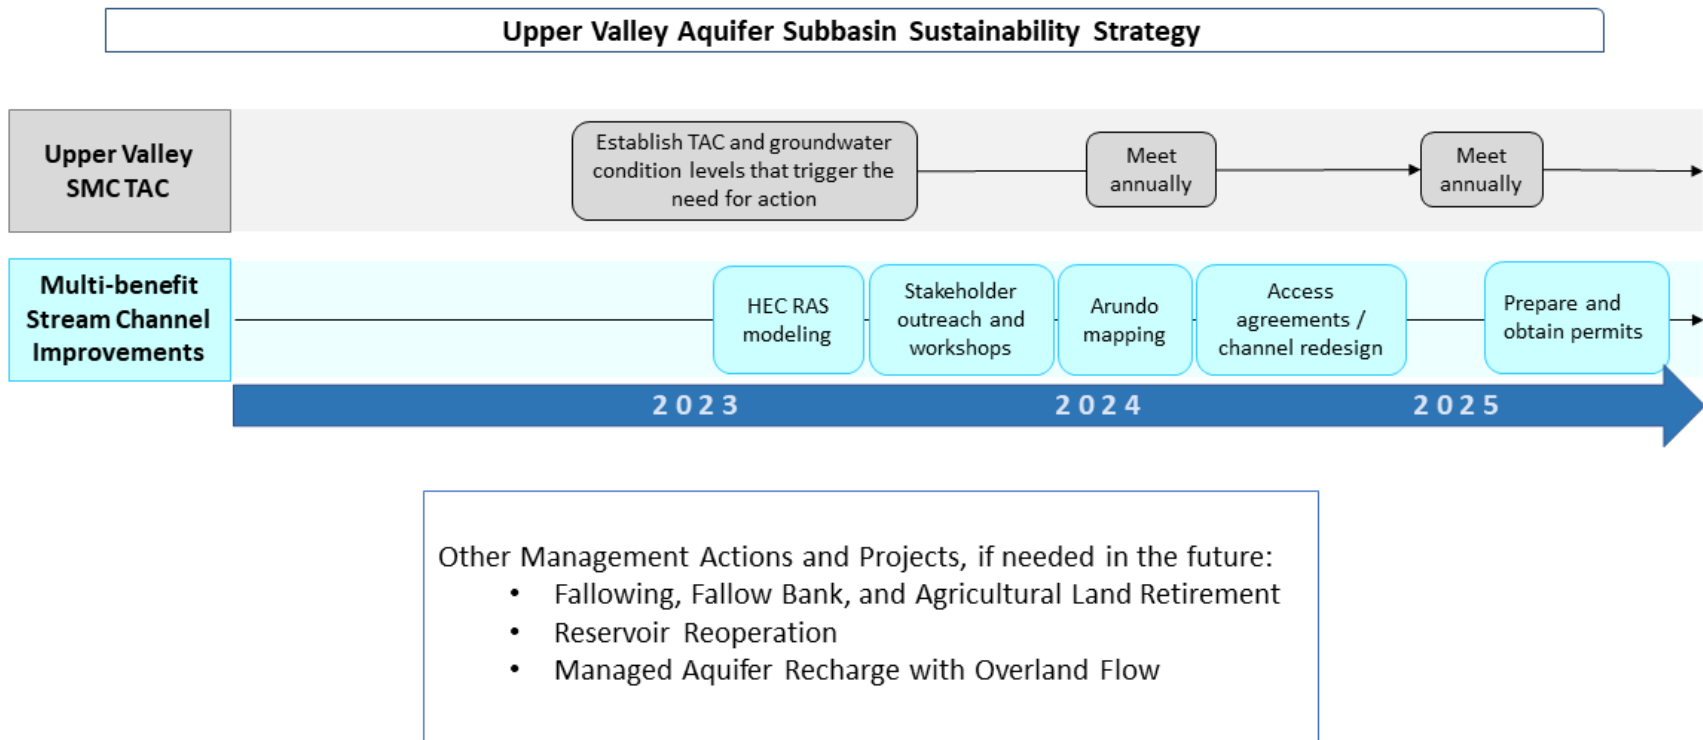 Upper Valley Aquifer Subbasin Sustainability Strategy
Upper Valley
SMC TAC
Establish TAC and groundwater
condition levels that trigger the
need for action
Meet
annually
Meet
annually
Multi-benefit
Stream Channel
Improvements
HEC RAS
modeling
Stakeholder
outreach and
workshops
Arundo
mapping
Access
agreements /
channel redesign
Prepare and
obtain permits
2023
2024
2025
Other Management Actions and Projects, if needed in the future:
• Fallowing, Fallow Bank, and Agricultural Land Retirement
• Reservoir Reoperation
• Managed Aquifer Recharge with Overland Flow